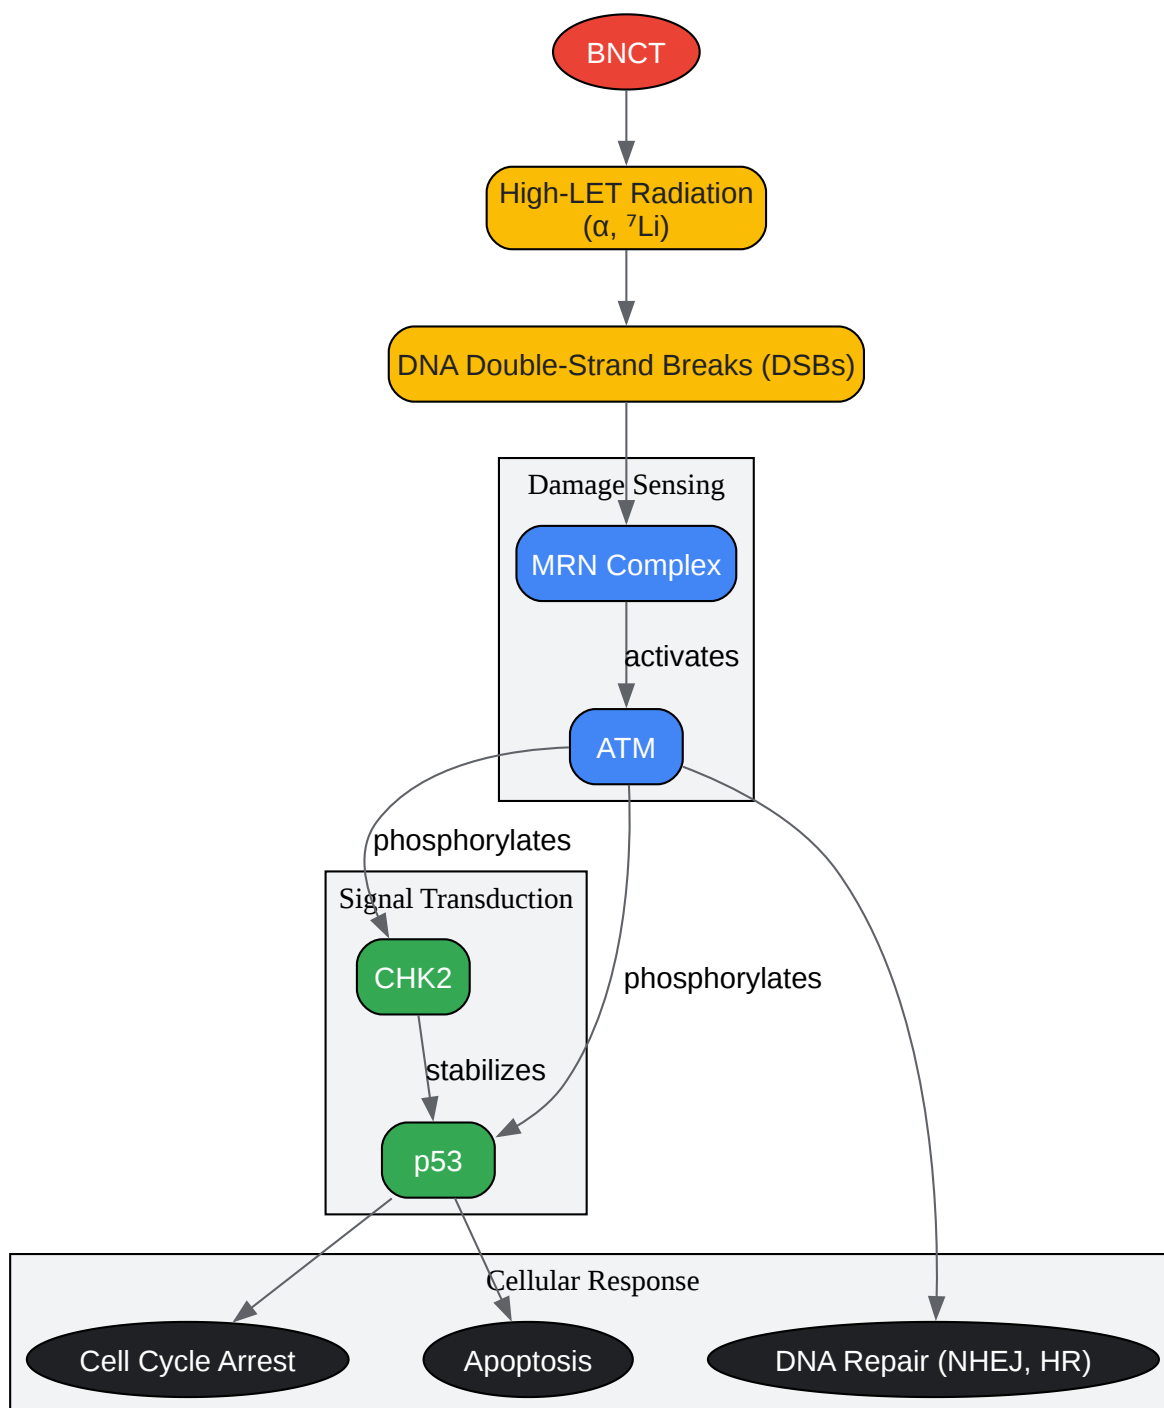 BNCT
High-LET Radiation
(α, ⁷Li)
DNA Double-Strand Breaks (DSBs)
Damage Sensing
MRN Complex
activates
ATM
phosphorylates
Signal Transduction
CHK2
phosphorylates
stabilizes
p53
Cellular Response
Cell Cycle Arrest
Apoptosis
DNA Repair (NHEJ, HR)